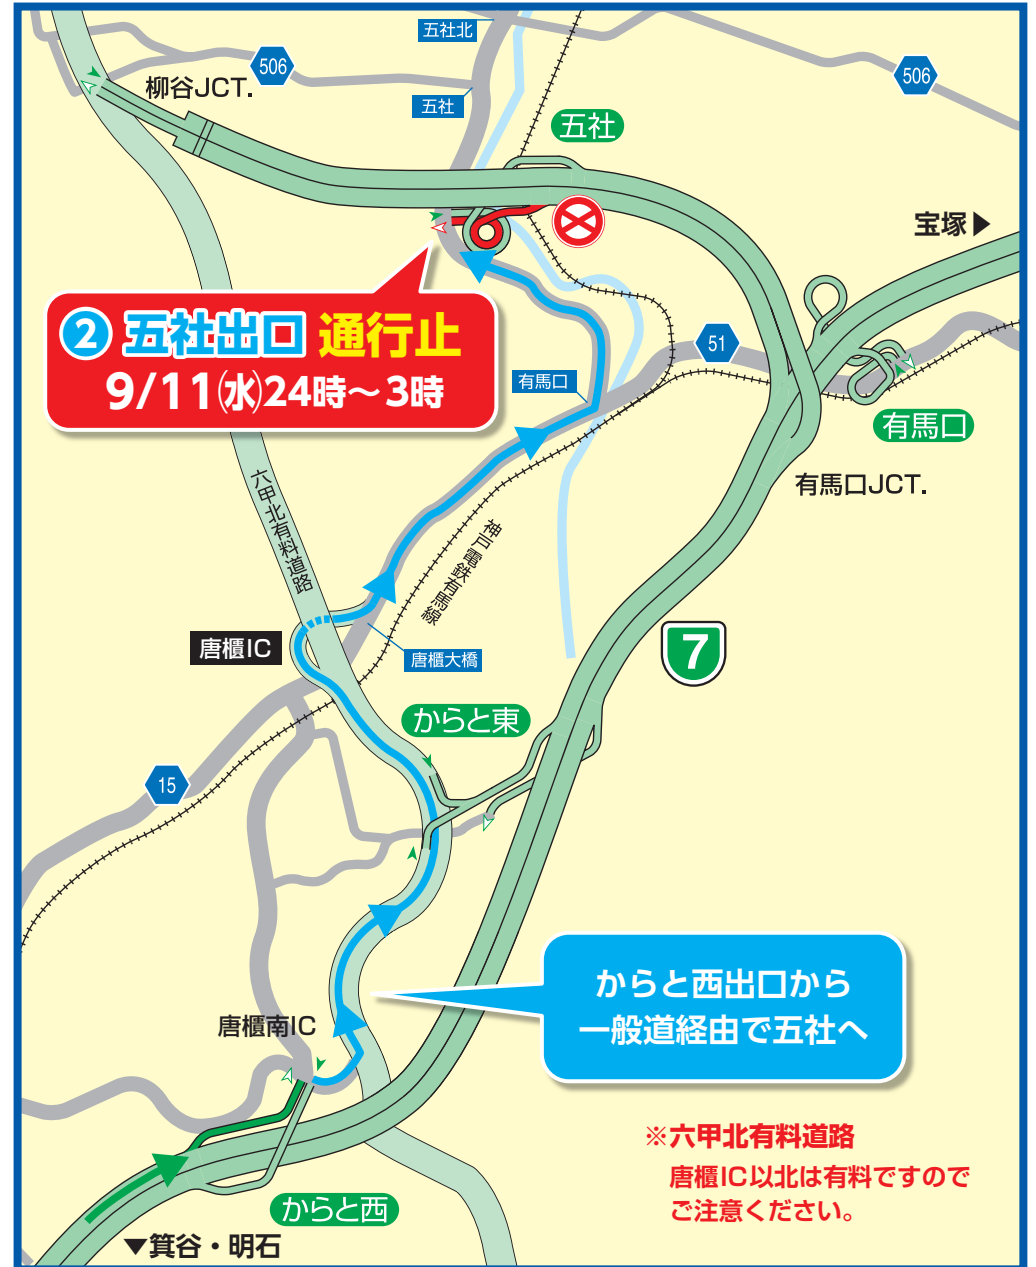 五社北
506
柳谷JCT.
506
五社
五社
宝塚▶
② 五社出口 通行止
9/11(水)24時～3時
51
有馬口
有馬口
有馬口JCT.
六甲北有料道路
神戸電鉄有馬線
唐櫃IC
唐櫃大橋
7
からと東
15
からと西出口から
一般道経由で五社へ
唐櫃南IC
※六甲北有料道路
唐櫃IC以北は有料ですので
ご注意ください。
からと西
▼箕谷・明石